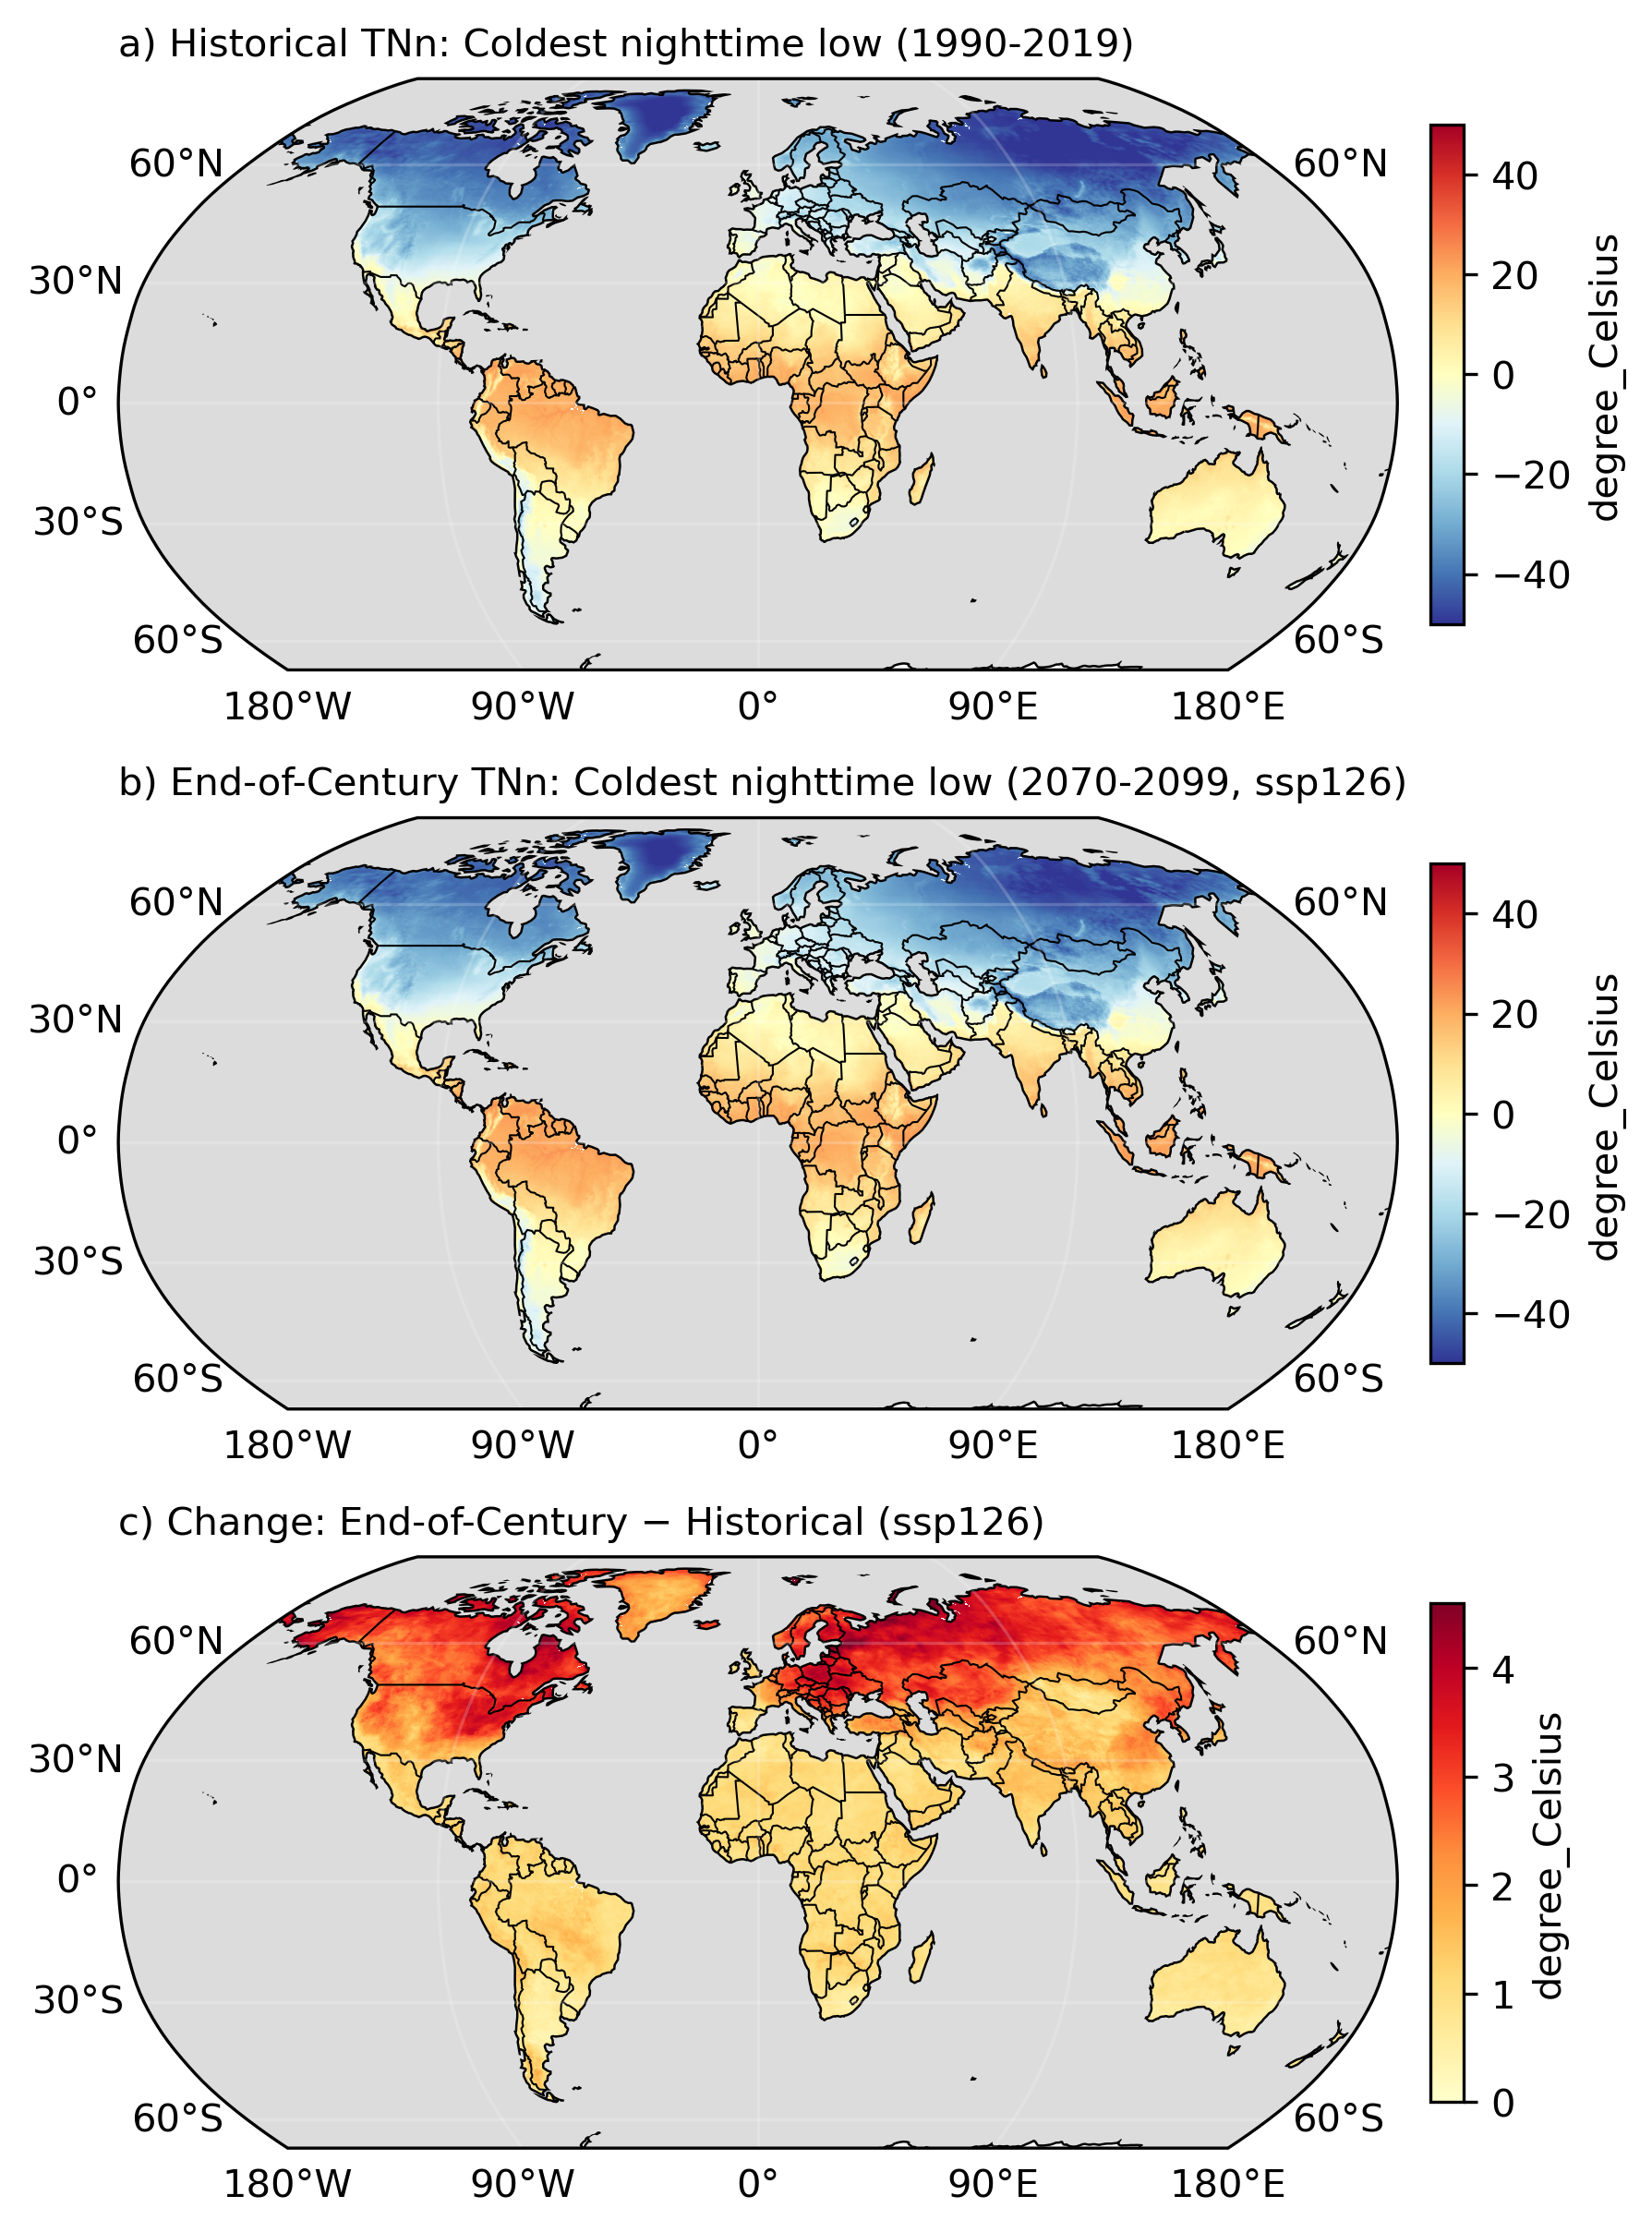 a) Historical TNn: Coldest nighttime low (1990-2019)
60°N 60°N
30°N
0°
30°S
60°S 60°S
180°W 90°W 0° 90°E 180°E
40
20
0
−20
−40
degree_Celsius
b) End-of-Century TNn: Coldest nighttime low (2070-2099, ssp126)
60°N 60°N
30°N
0°
30°S
60°S 60°S
180°W 90°W 0° 90°E 180°E
40
20
0
−20
−40
degree_Celsius
c) Change: End-of-Century − Historical (ssp126)
60°N 60°N
30°N
0°
30°S
60°S 60°S
180°W 90°W 0° 90°E 180°E
4
3
2
1
0
degree_Celsius